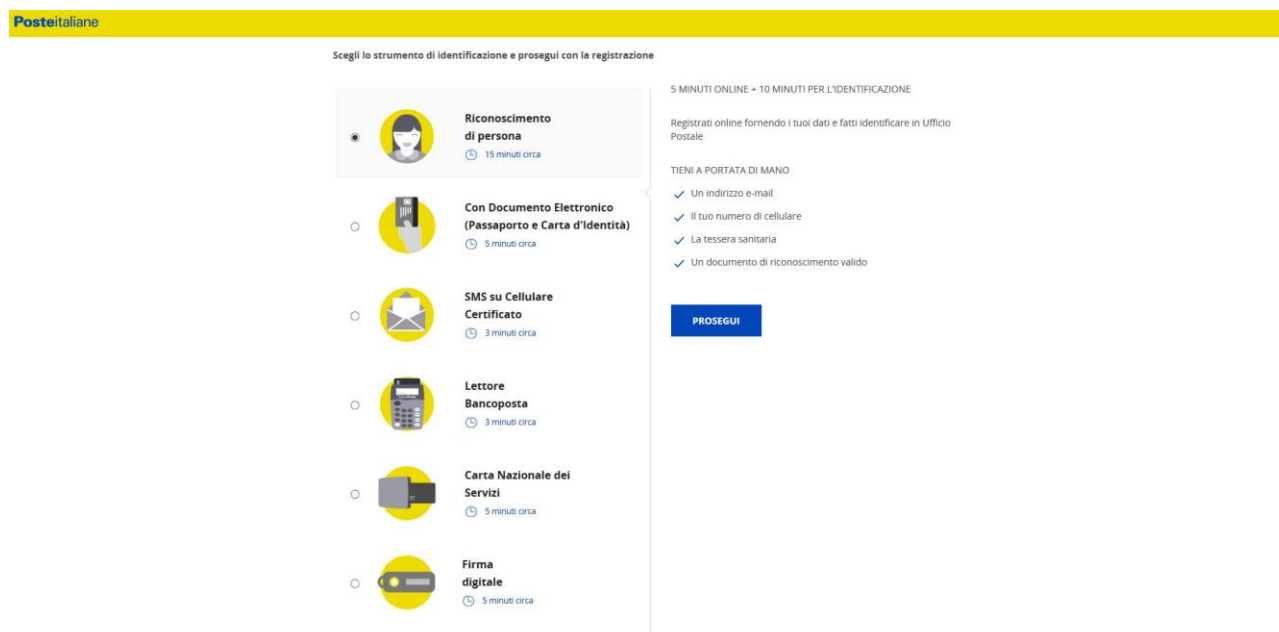 Posteitaliane
Scegli lo strumento di identificazione e prosegui con la registrazione
Riconoscimento
di persona
15 minuti circa
Con Documento Elettronico
(Passaporto e Carta d'Identità)
5 minuti circa
SMS su Cellulare
Certificato
3 minuti circa
Lettore
Bancoposta
3 minuti circa
Carta Nazionale dei
Servizi
5 minuti circa
Firma
digitale
5 minuti circa
5 MINUTI ONLINE + 10 MINUTI PER L'IDENTIFICAZIONE
Registrati online fornendo i tuoi dati e fatti identificare in Ufficio
Postale
TIENI A PORTATA DI MANO
Un indirizzo e-mail
Il tuo numero di cellulare
La tessera sanitaria
Un documento di riconoscimento valido
PROSEGUI